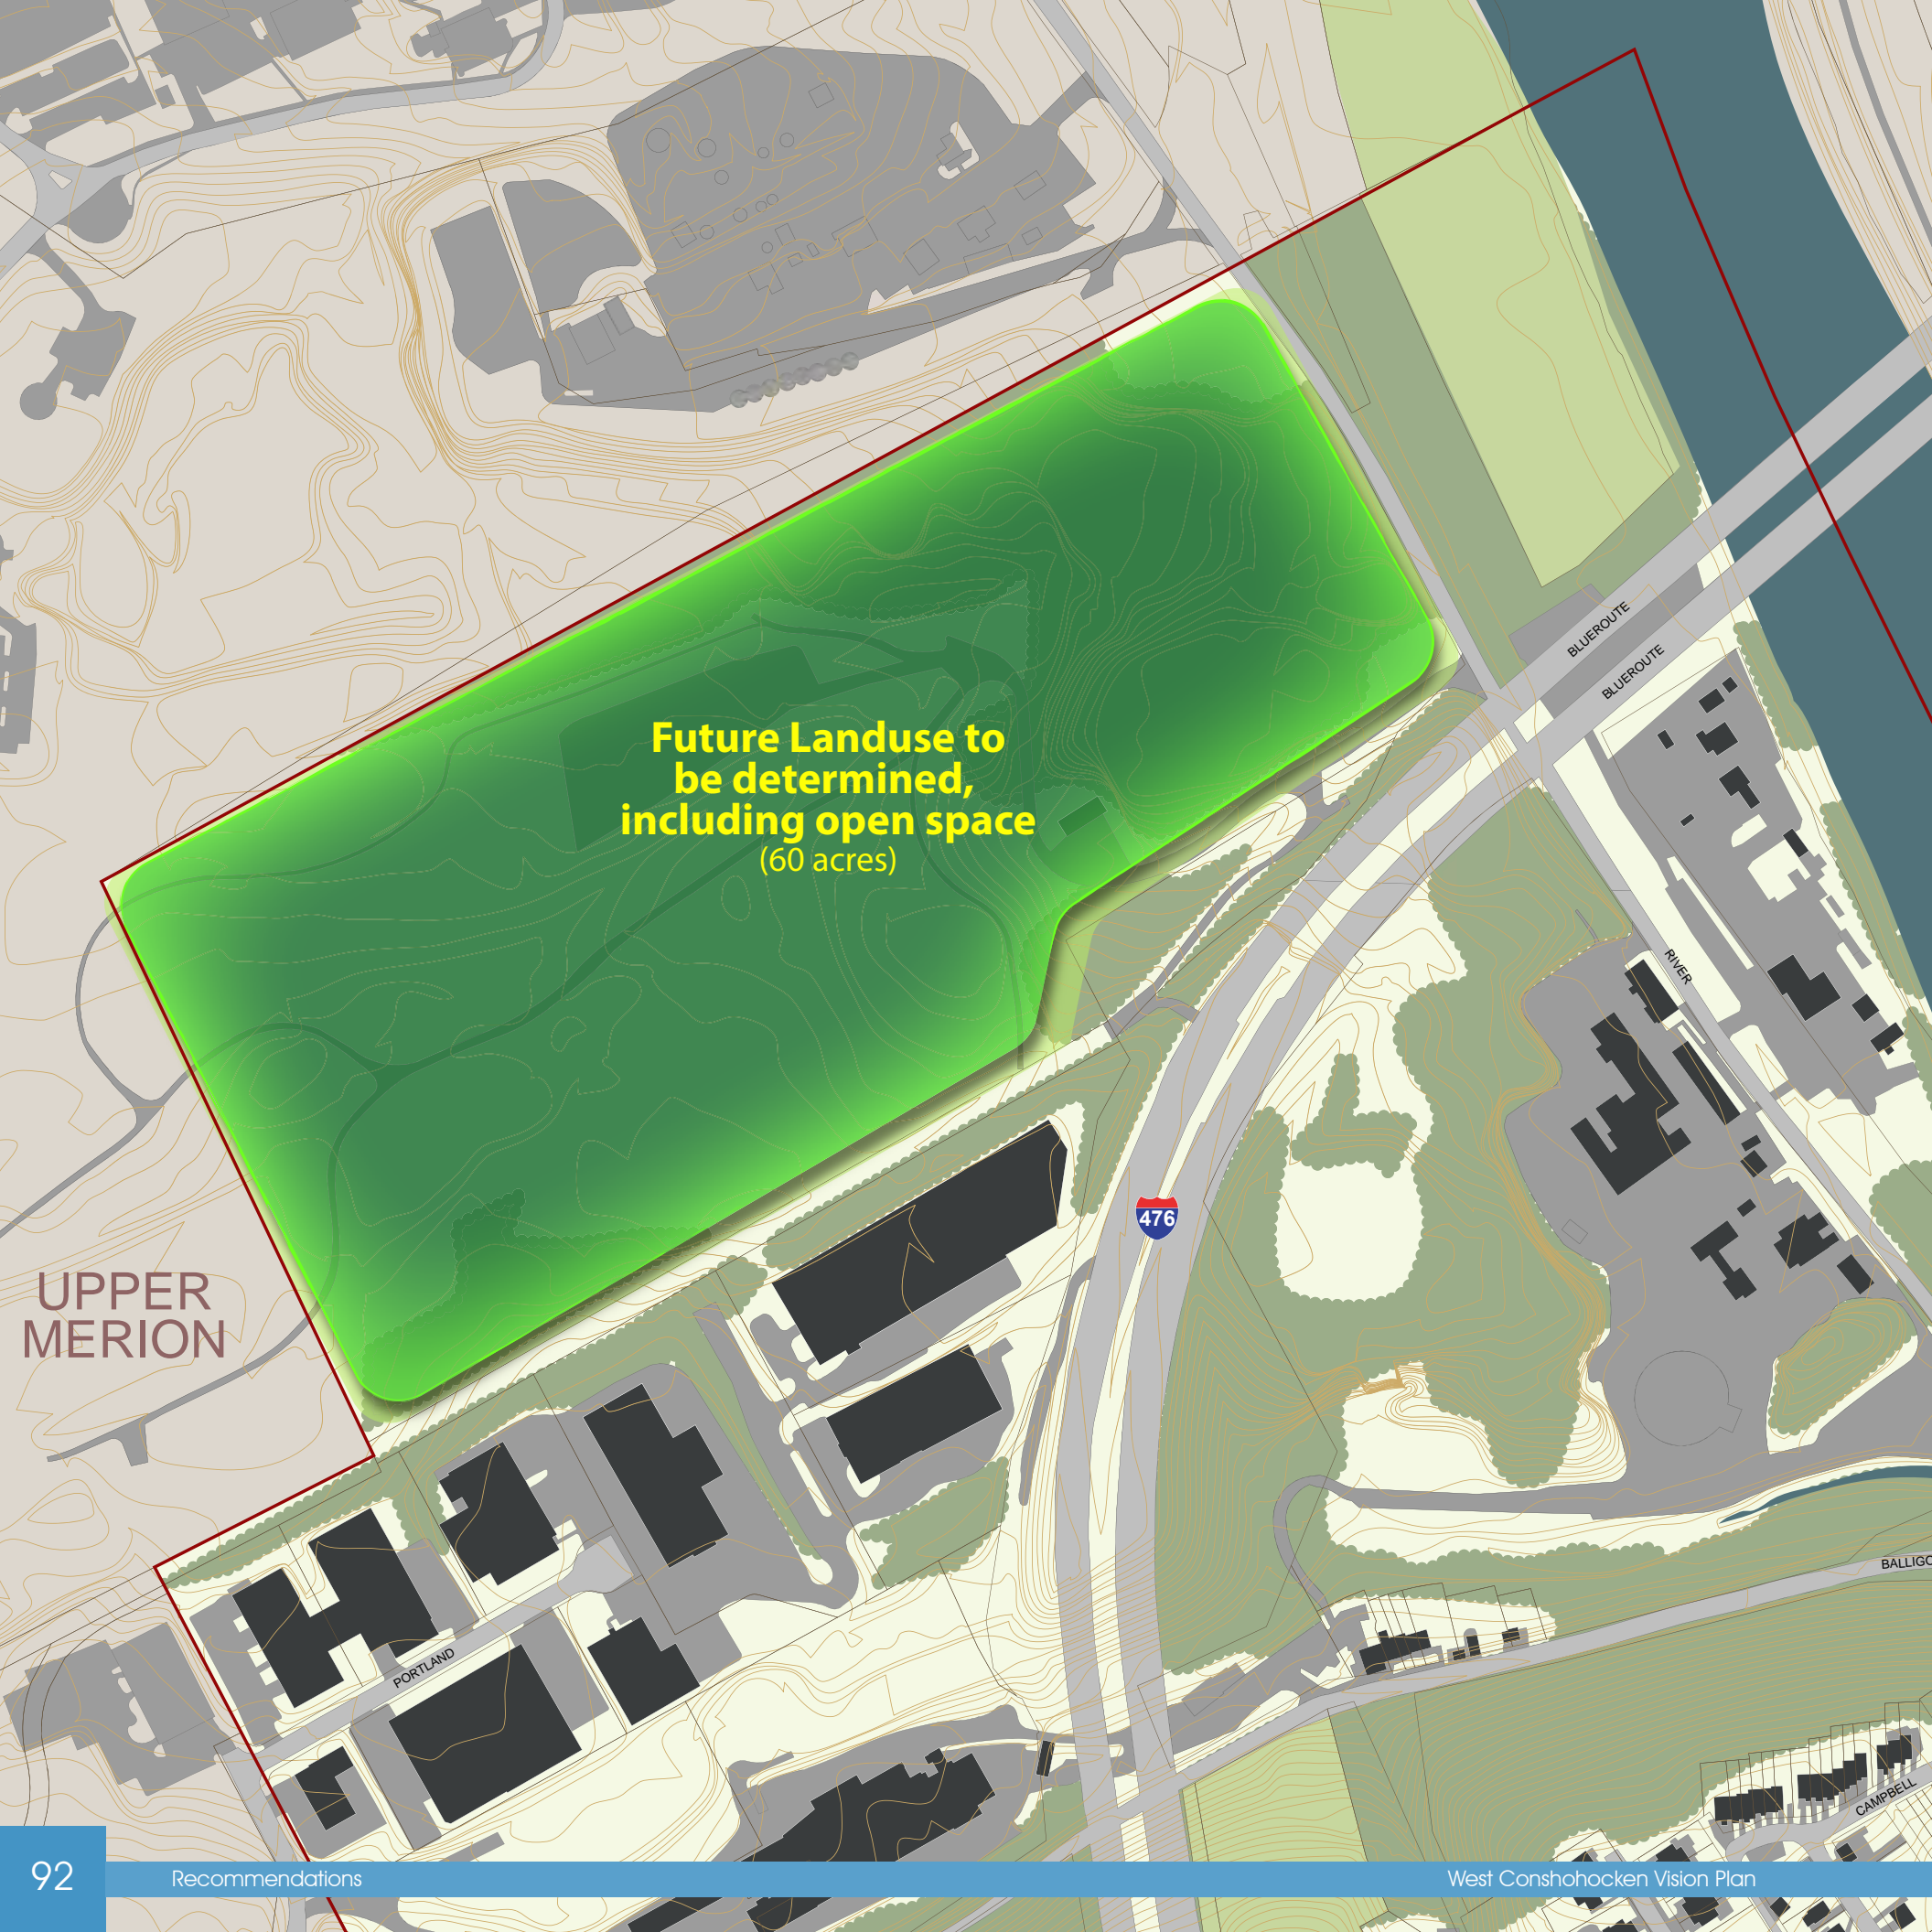 BLUEROUTE
BLUEROUTE
Future Landuse to
be determined,
including open space
(60 acres)
RIVER
476
UPPER
MERION
PORTLAND
BALLIGO
CAMPBELL
92
Recommendations
West Conshohocken Vision Plan